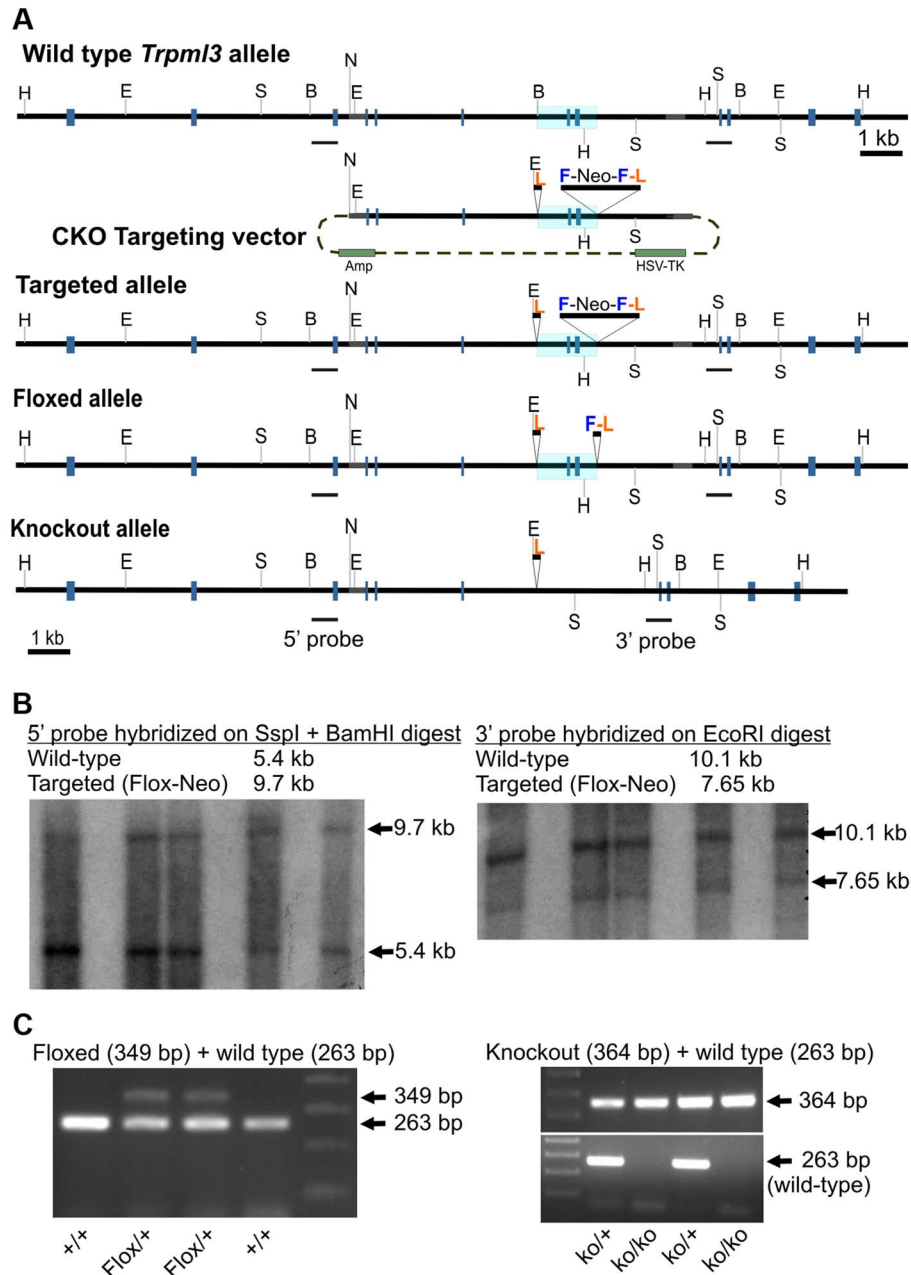 A
Wild type Trpml3 allele
H E S B N E B H S H S B E S H
1 kb
CKO Targeting vector
N E E L F-Neo-F-L H S
Amp
HSV-TK
Targeted allele
H E S B N E E L F-Neo-F-L H S H S B E S H
Floxed allele
H E S B N E E L F-L H S H S B E S H
Knockout allele
H E S B N E E L S H S B E S H
1 kb
5' probe
3' probe
B
5' probe hybridized on SspI + BamHI digest
Wild-type 5.4 kb
Targeted (Flox-Neo) 9.7 kb
9.7 kb
5.4 kb
3' probe hybridized on EcoRI digest
Wild-type 10.1 kb
Targeted (Flox-Neo) 7.65 kb
10.1 kb
7.65 kb
C
Floxed (349 bp) + wild type (263 bp)
349 bp
263 bp
+/+ Flox/+ Flox/+ +/+
Knockout (364 bp) + wild type (263 bp)
364 bp
263 bp
(wild-type)
ko/+ ko/ko ko/+ ko/ko